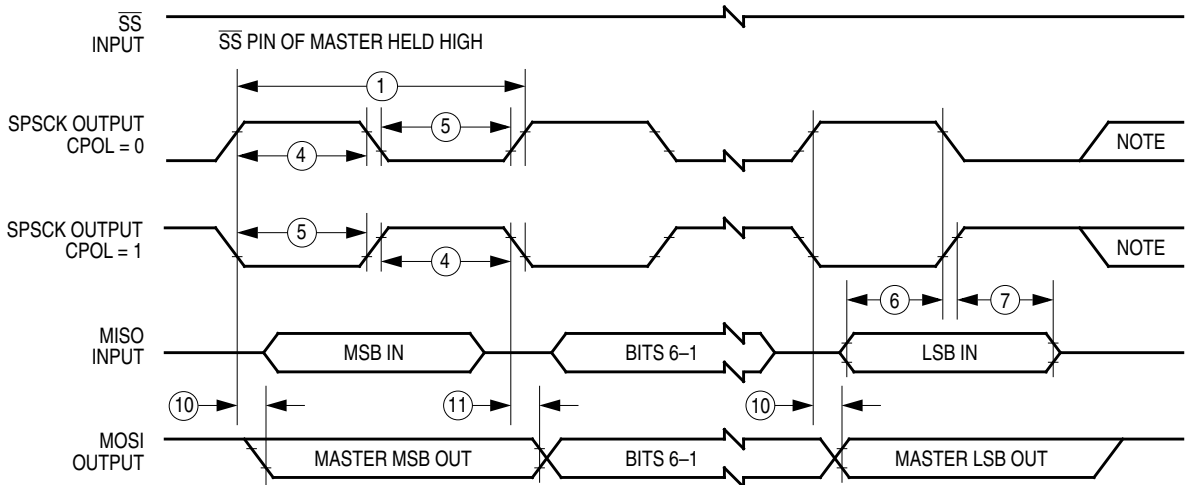 SS
INPUT
SS PIN OF MASTER HELD HIGH
1
SPSCK OUTPUT
CPOL = 0
5
4
NOTE
SPSCK OUTPUT
CPOL = 1
5
4
NOTE
6
7
MISO
INPUT
MSB IN
BITS 6–1
LSB IN
10
11
10
MOSI
OUTPUT
MASTER MSB OUT
BITS 6–1
MASTER LSB OUT